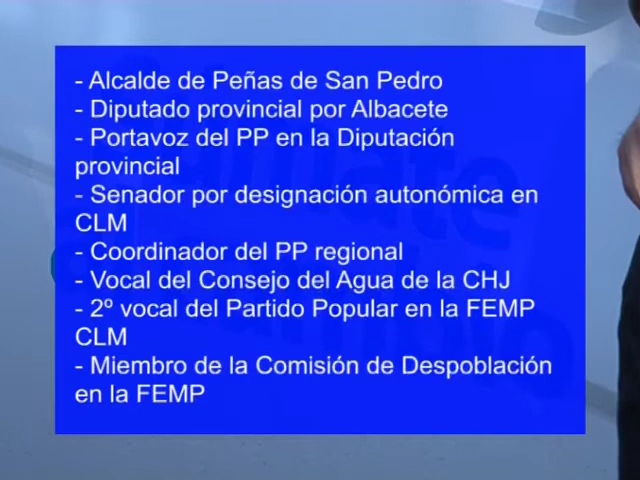 - Alcalde de Peñas de San Pedro
- Diputado provincial por Albacete
- Portavoz del PP en la Diputación
provincial
- Senador por designación autonómica en
CLM
- Coordinador del PP regional
- Vocal del Consejo del Agua de la CHJ
- 2º vocal del Partido Popular en la FEMP
CLM
- Miembro de la Comisión de Despoblación
en la FEMP